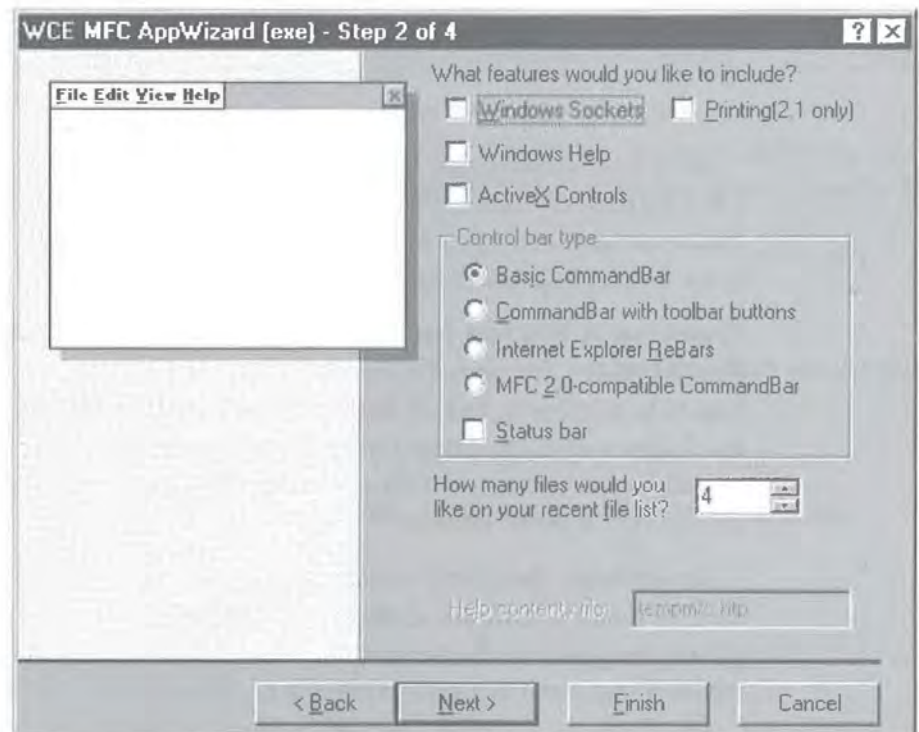 WCE MFC AppWizard (exe) - Step 2 of 4
File Edit View Help
What features would you like to include?
Windows Sockets
Printing(2.1 only)
Windows Help
ActiveX Controls
Control bar type
Basic CommandBar
CommandBar with toolbar buttons
Internet Explorer ReBars
MFC 2.0-compatible CommandBar
Status bar
How many files would you
like on your recent file list?
4
Help
< Back
Next >
Finish
Cancel